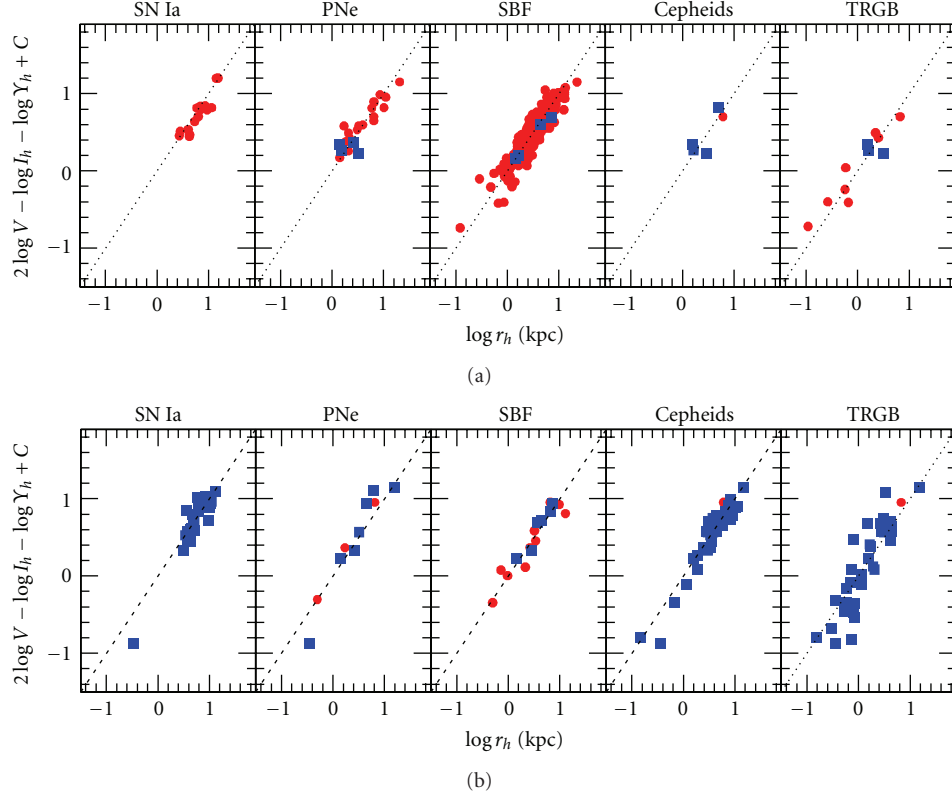 SN Ia PNe SBF Cepheids TRGB
2 log V − log I_h − log ϒ_h + C
1
0
−1
−1 0 1 −1 0 1 −1 0 1 −1 0 1 −1 0 1
log r_h (kpc)
(a)
SN Ia PNe SBF Cepheids TRGB
2 log V − log I_h − log ϒ_h + C
1
0
−1
−1 0 1 −1 0 1 −1 0 1 −1 0 1 −1 0 1
log r_h (kpc)
(b)